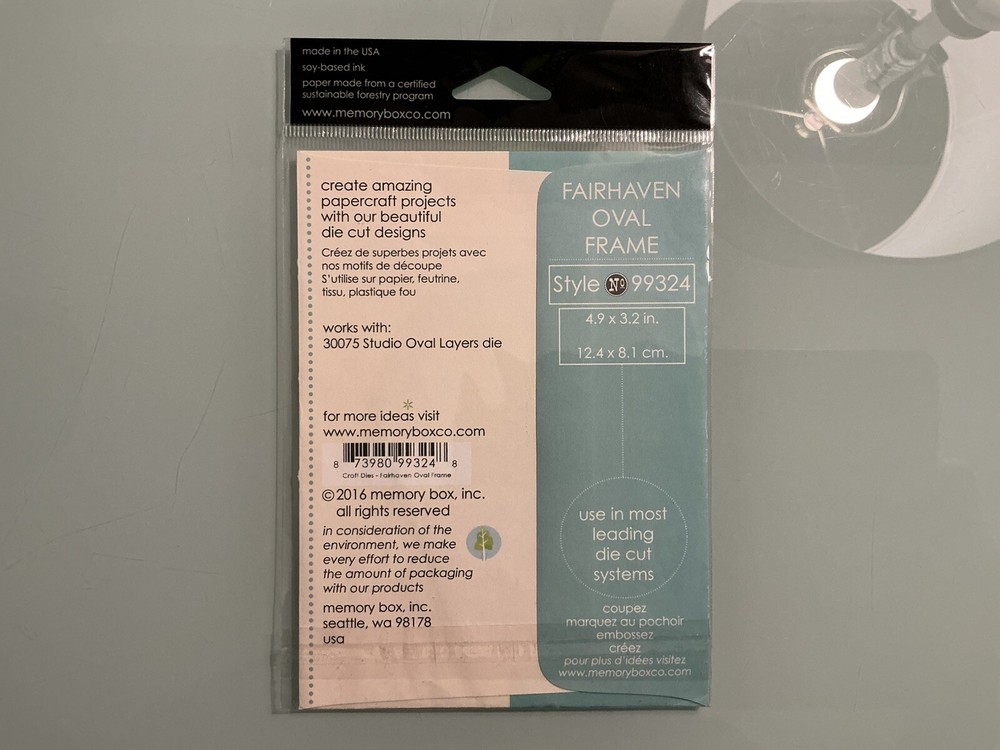 made in the USA
soy-based ink
paper made from a certified
sustainable forestry program
www.memoryboxco.com
create amazing
papercraft projects
with our beautiful
die cut designs
Créez de superbes projets avec
nos motifs de découpe
S'utilise sur papier, feutrine,
tissu, plastique fou
works with:
30075 Studio Oval Layers die
for more ideas visit
www.memoryboxco.com
8 73980 99324 8
Craft Dies - Fairhaven Oval Frame
©2016 memory box, inc.
all rights reserved
in consideration of the
environment, we make
every effort to reduce
the amount of packaging
with our products
memory box, inc.
seattle, wa 98178
usa
FAIRHAVEN
OVAL
FRAME
Style Nº 99324
4.9 x 3.2 in.
12.4 x 8.1 cm.
use in most
leading
die cut
systems
coupez
marquez au pochoir
embossez
créez
pour plus d'idées visitez
www.memoryboxco.com